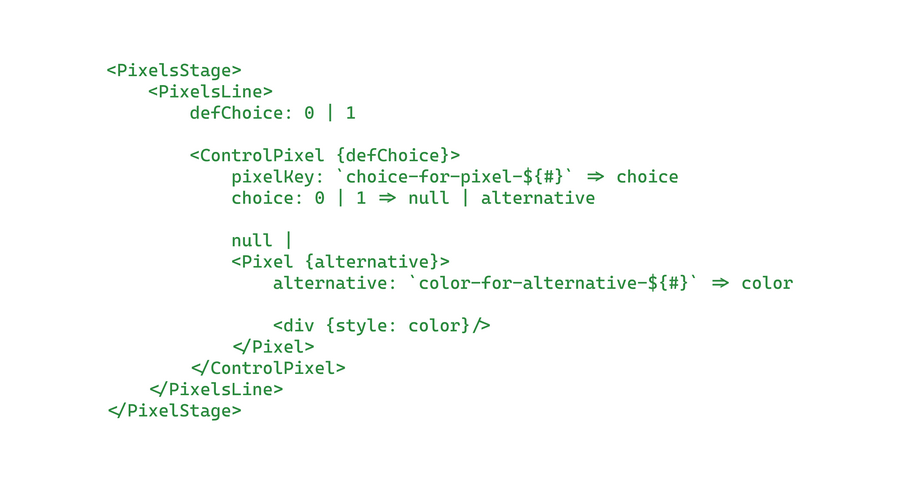 <PixelsStage>
<PixelsLine>
defChoice: 0 | 1
<ControlPixel {defChoice}>
pixelKey: `choice-for-pixel-${#}` => choice
choice: 0 | 1 => null | alternative
null |
<Pixel {alternative}>
alternative: `color-for-alternative-${#}` => color
<div {style: color}/>
</Pixel>
</ControlPixel>
</PixelsLine>
</PixelStage>